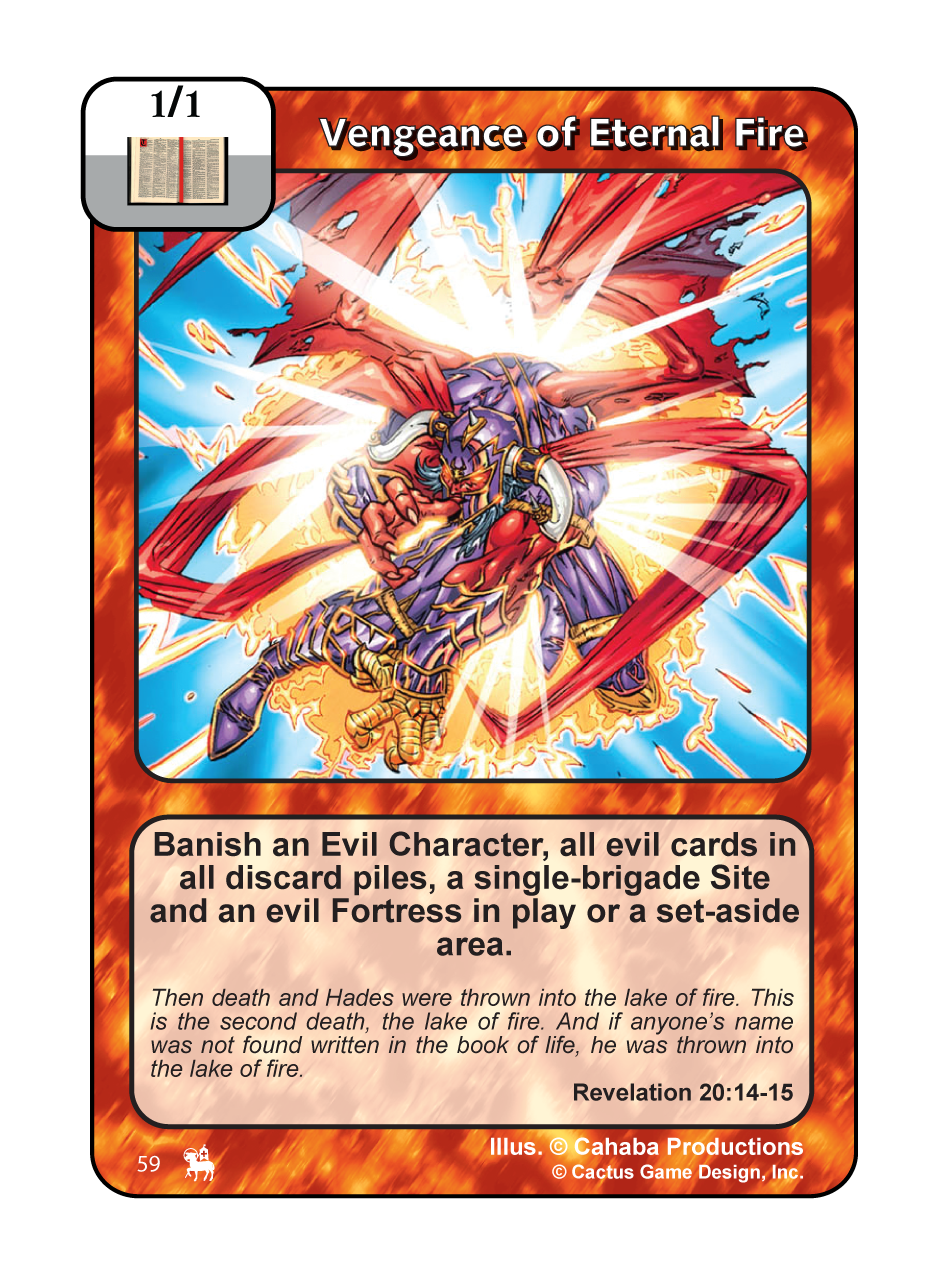 1/1
Vengeance of Eternal Fire
Banish an Evil Character, all evil cards in
all discard piles, a single-brigade Site
and an evil Fortress in play or a set-aside
area.
Then death and Hades were thrown into the lake of fire. This
is the second death, the lake of fire. And if anyone’s name
was not found written in the book of life, he was thrown into
the lake of fire.
Revelation 20:14-15
Illus. © Cahaba Productions
59
© Cactus Game Design, Inc.